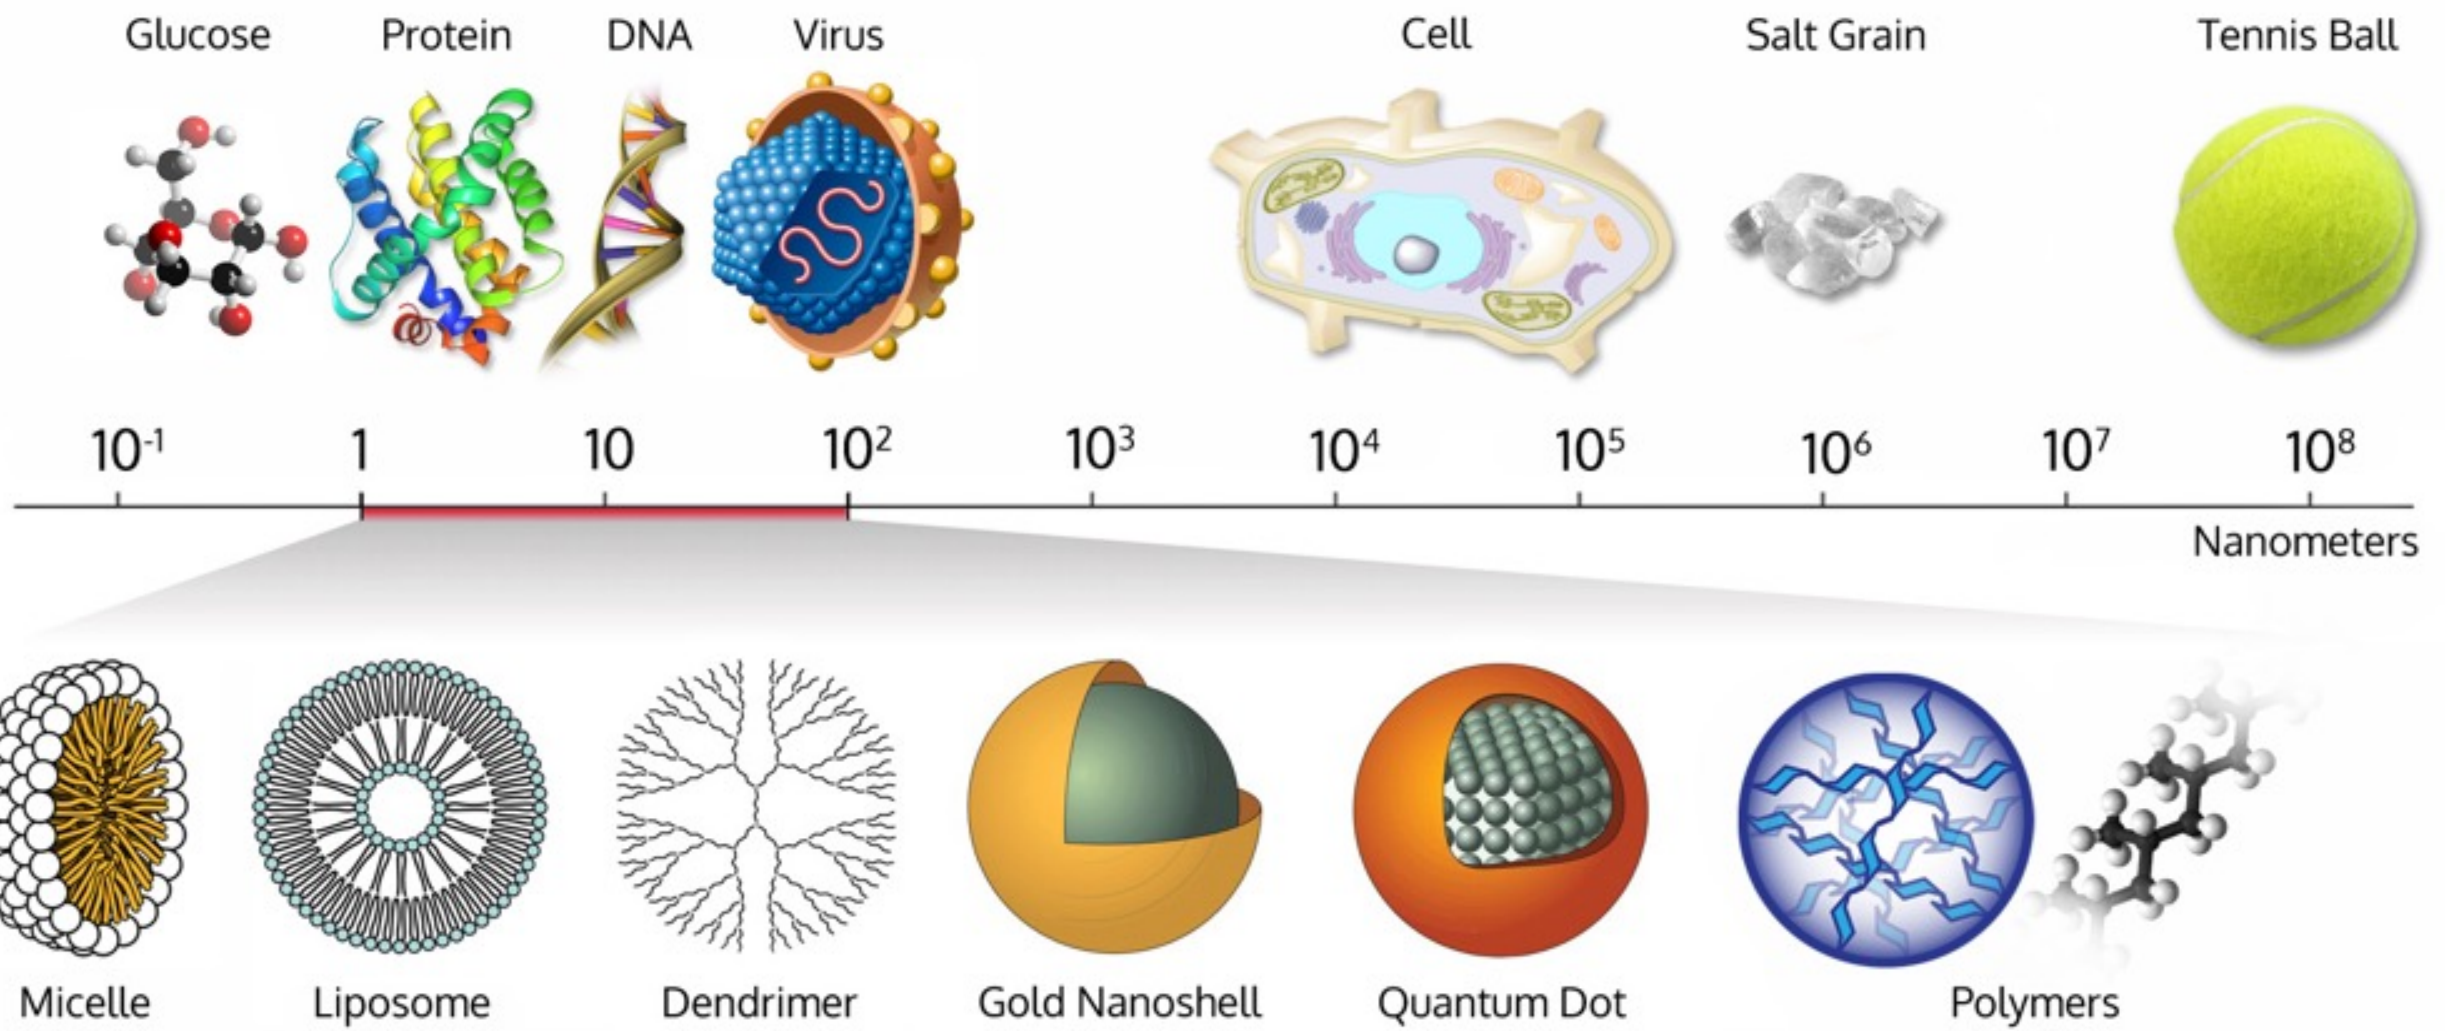 Glucose Protein DNA Virus Cell Salt Grain Tennis Ball
10⁻¹ 1 10 10² 10³ 10⁴ 10⁵ 10⁶ 10⁷ 10⁸
Nanometers
Micelle Liposome Dendrimer Gold Nanoshell Quantum Dot Polymers